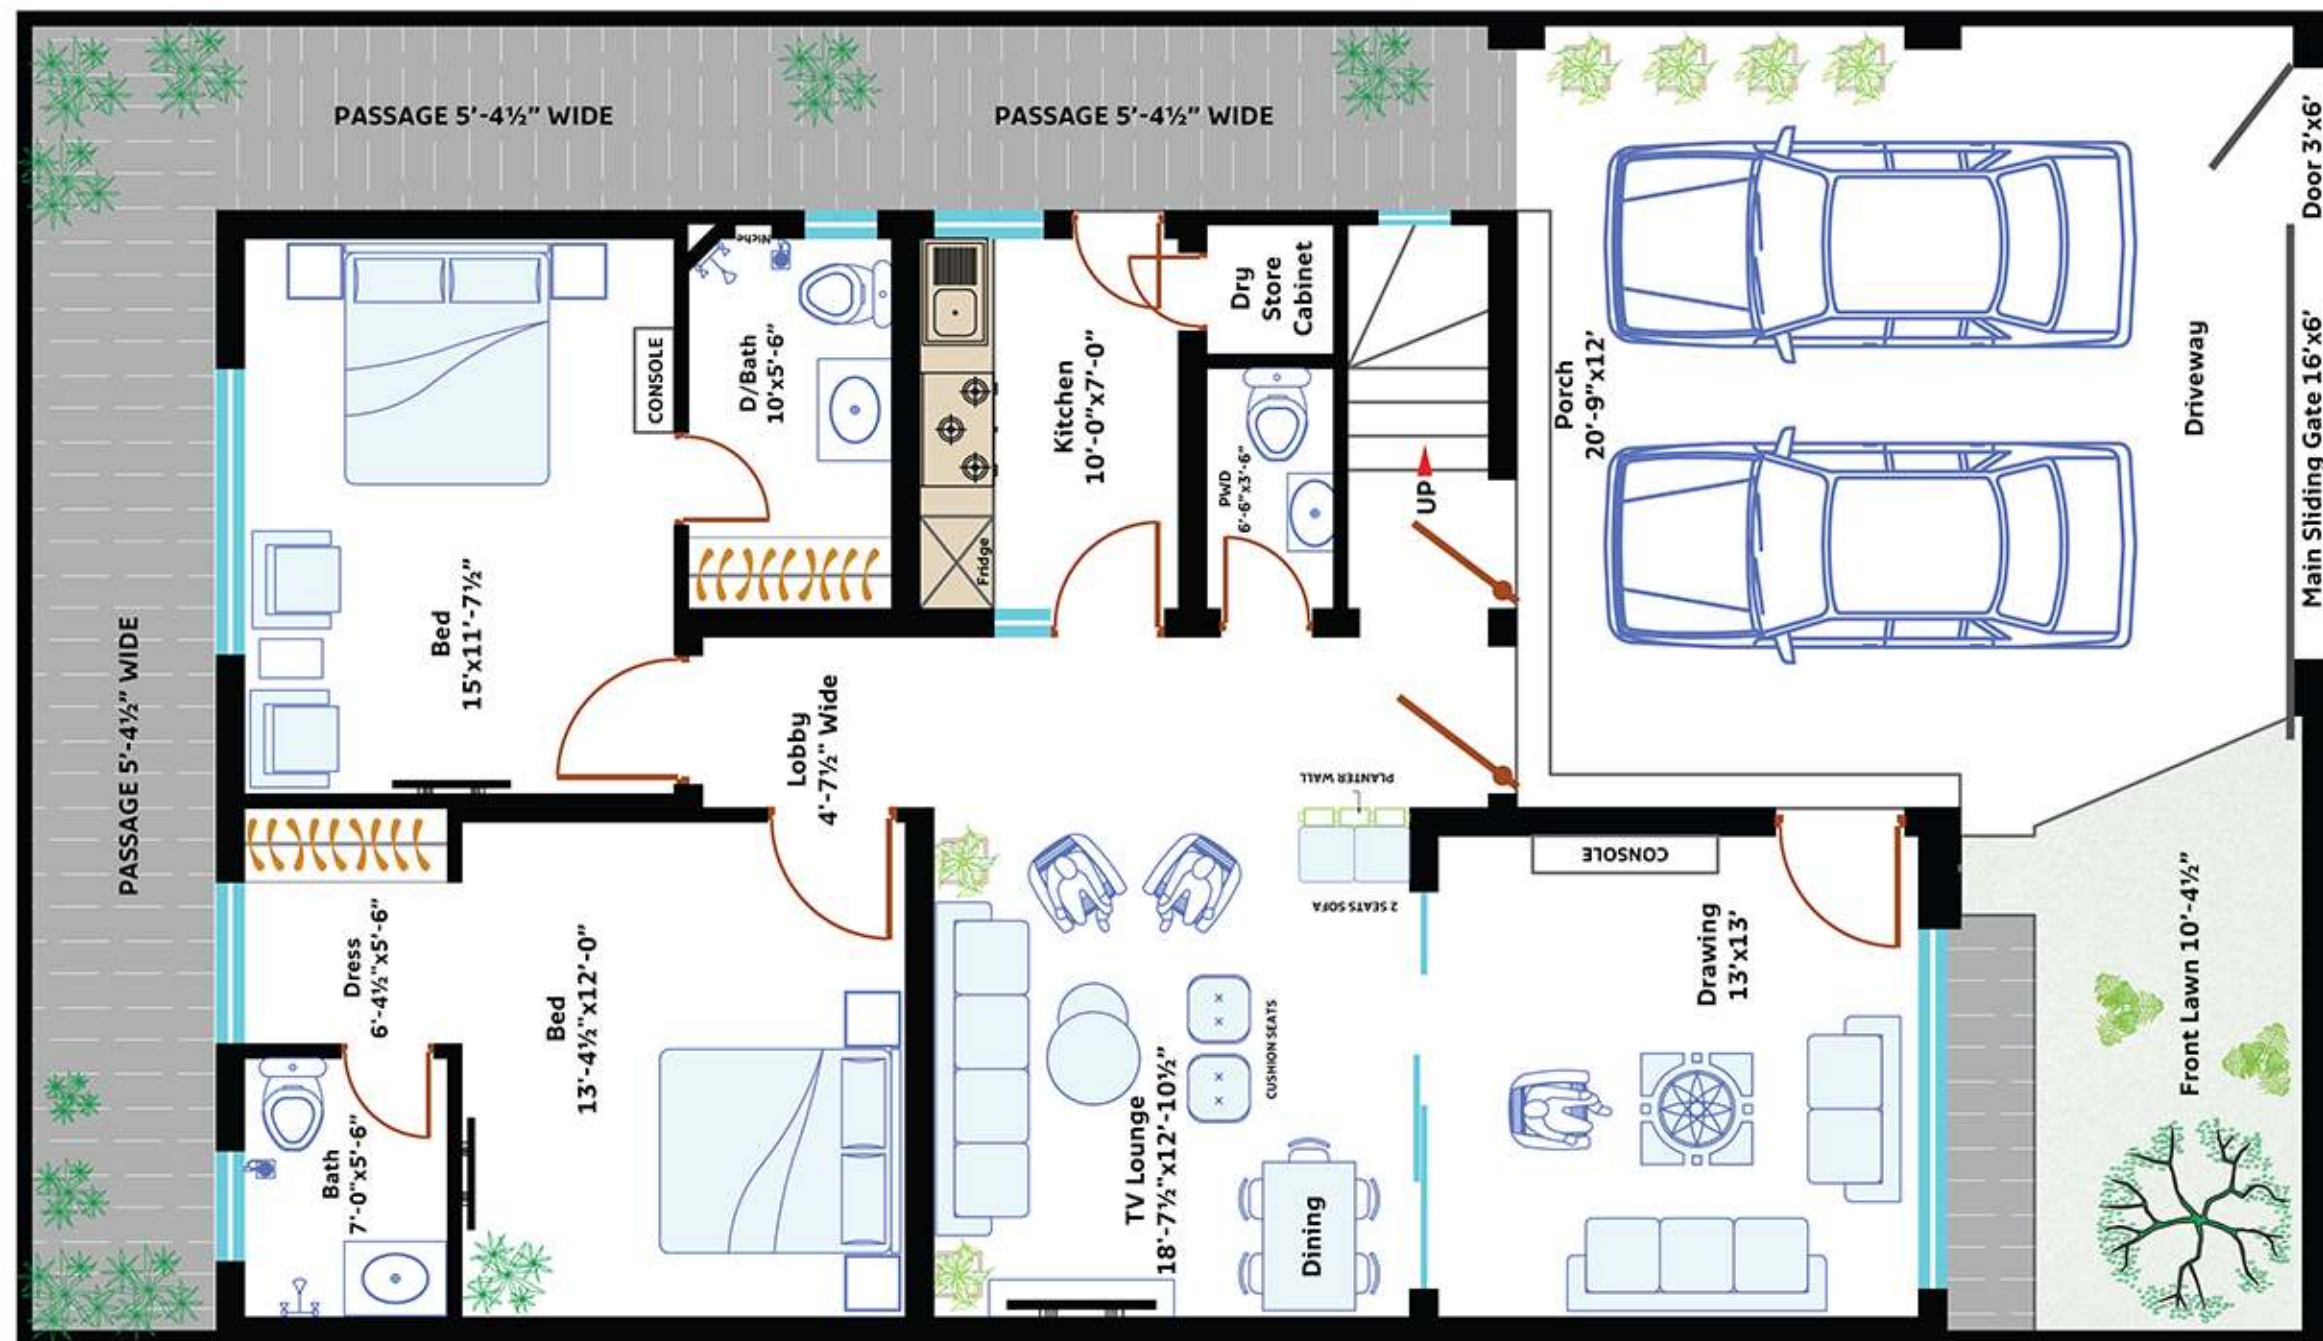 PASSAGE 5'-4½" WIDE
PASSAGE 5'-4½" WIDE
Door 3'x6'
Niche
Dry
Store
Cabinet
CONSOLE
D/Bath
10'x5'-6"
Kitchen
10'-0"x7'-0"
Porch
20'-9"x12'
Driveway
Main Sliding Gate 16'x6'
PWD
6'-6"x3'-6"
UP
Fridge
Bed
15'x11'-7½"
PASSAGE 5'-4½" WIDE
Lobby
4'-7½" Wide
PLANTER WALL
CONSOLE
2 SEATS SOFA
Dress
6'-4½"x5'-6"
Bed
13'-4½"x12'-0"
Drawing
13'x13'
Front Lawn 10'-4½"
CUSHION SEATS
Bath
7'-0"x5'-6"
TV Lounge
18'-7½"x12'-10½"
Dining